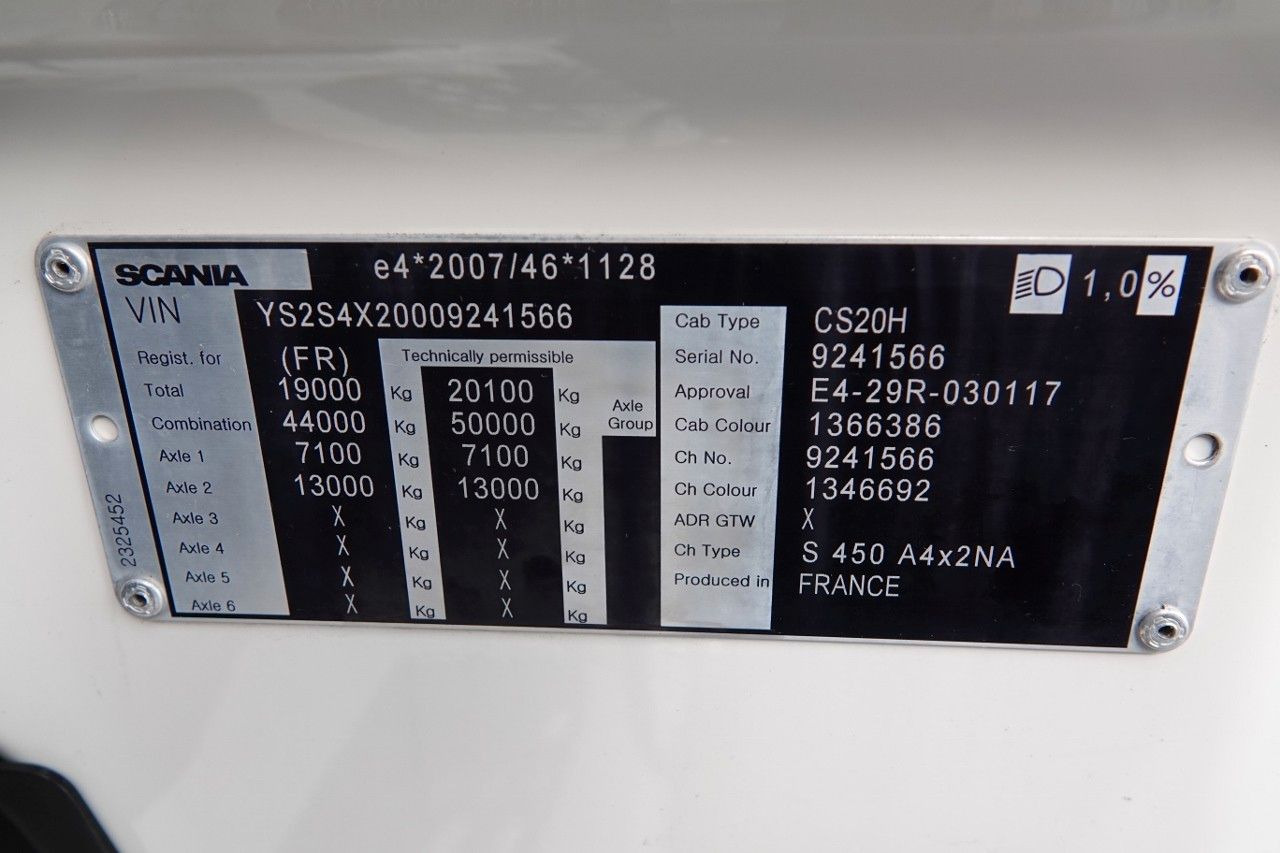 SCANIA
e4*2007/46*1128
1,0%
VIN YS2S4X20009241566
Regist. for (FR) Technically permissible
Total 19000 Kg 20100 Kg
Combination 44000 Kg 50000 Kg Axle Group
Axle 1 7100 Kg 7100 Kg
Axle 2 13000 Kg 13000 Kg
Axle 3 X Kg X Kg
Axle 4 X Kg X Kg
Axle 5 X Kg X Kg
Axle 6 X Kg X Kg
Cab Type CS20H
Serial No. 9241566
Approval E4-29R-030117
Cab Colour 1366386
Ch No. 9241566
Ch Colour 1346692
ADR GTW X
Ch Type S 450 A4x2NA
Produced in FRANCE
2325452